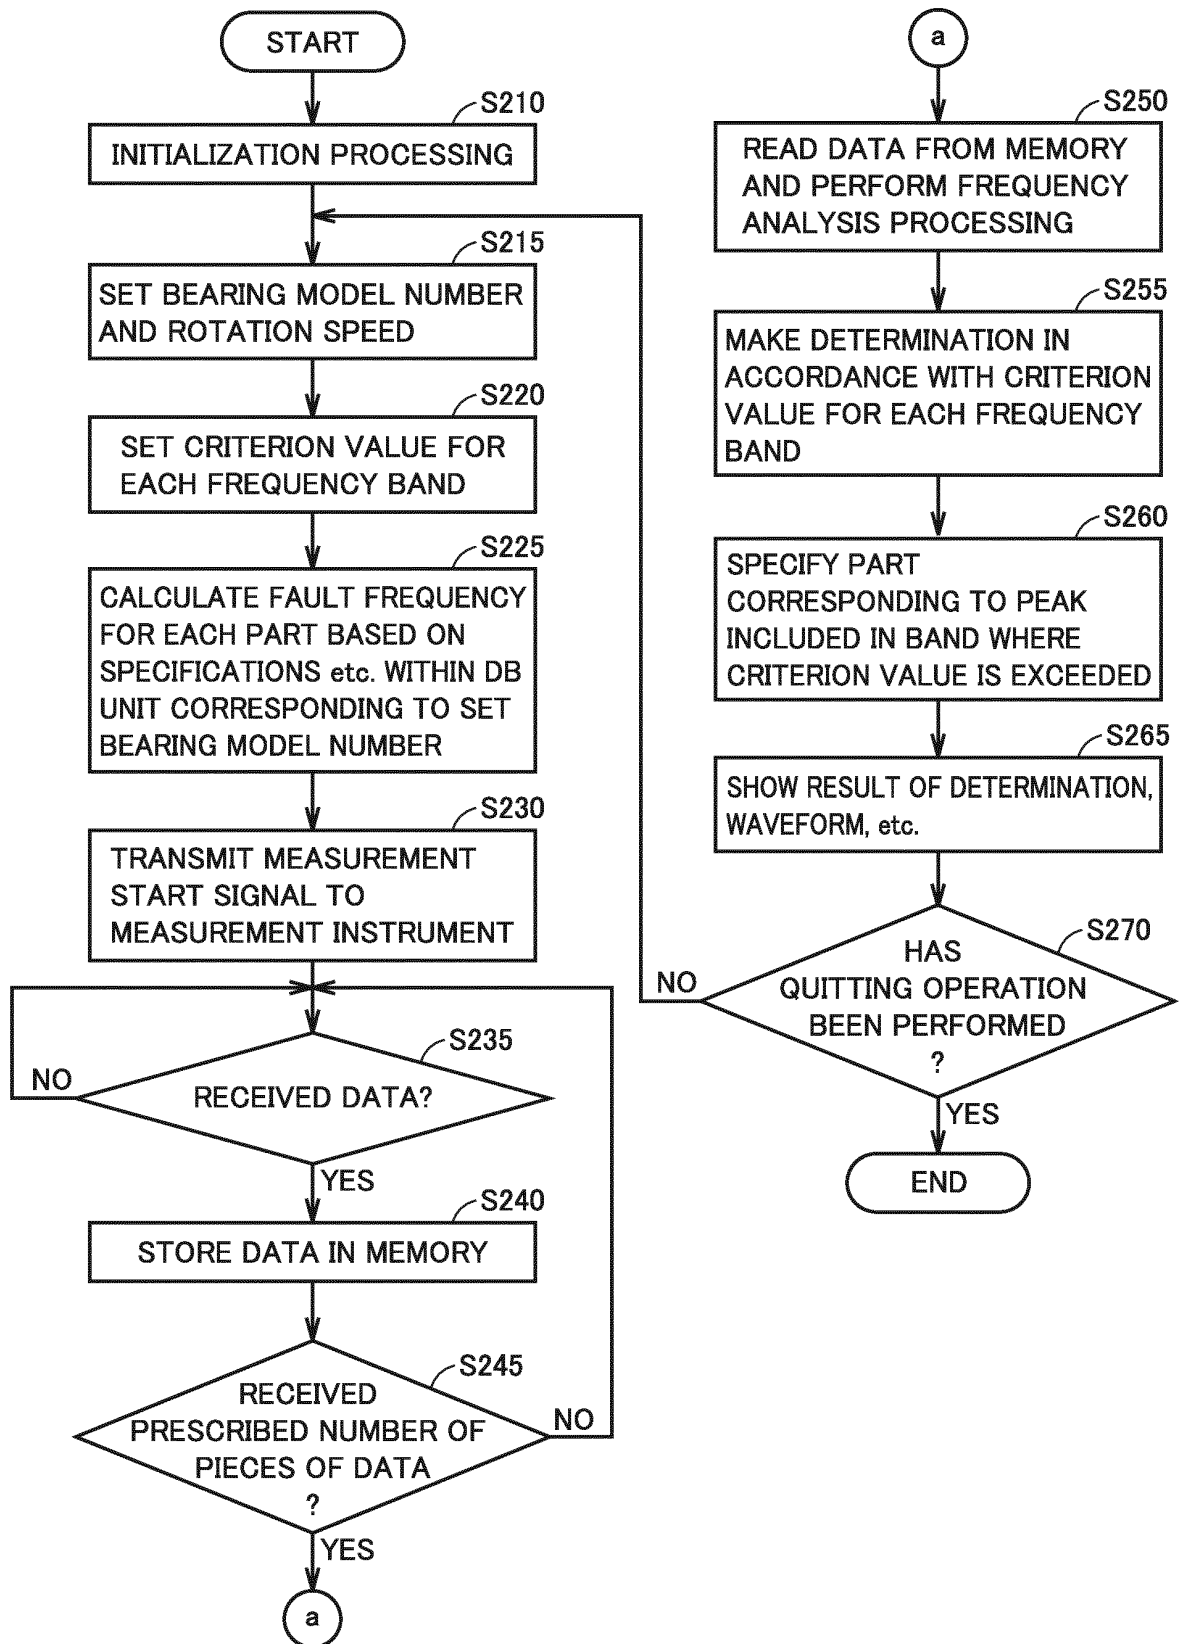 START
S210
INITIALIZATION PROCESSING
S215
SET BEARING MODEL NUMBER
AND ROTATION SPEED
S220
SET CRITERION VALUE FOR
EACH FREQUENCY BAND
S225
CALCULATE FAULT FREQUENCY
FOR EACH PART BASED ON
SPECIFICATIONS etc. WITHIN DB
UNIT CORRESPONDING TO SET
BEARING MODEL NUMBER
S230
TRANSMIT MEASUREMENT
START SIGNAL TO
MEASUREMENT INSTRUMENT
S235
RECEIVED DATA?
NO
YES
S240
STORE DATA IN MEMORY
S245
RECEIVED
PRESCRIBED NUMBER OF
PIECES OF DATA
?
NO
YES
a
a
S250
READ DATA FROM MEMORY
AND PERFORM FREQUENCY
ANALYSIS PROCESSING
S255
MAKE DETERMINATION IN
ACCORDANCE WITH CRITERION
VALUE FOR EACH FREQUENCY
BAND
S260
SPECIFY PART
CORRESPONDING TO PEAK
INCLUDED IN BAND WHERE
CRITERION VALUE IS EXCEEDED
S265
SHOW RESULT OF DETERMINATION,
WAVEFORM, etc.
S270
HAS
QUITTING OPERATION
BEEN PERFORMED
?
NO
YES
END